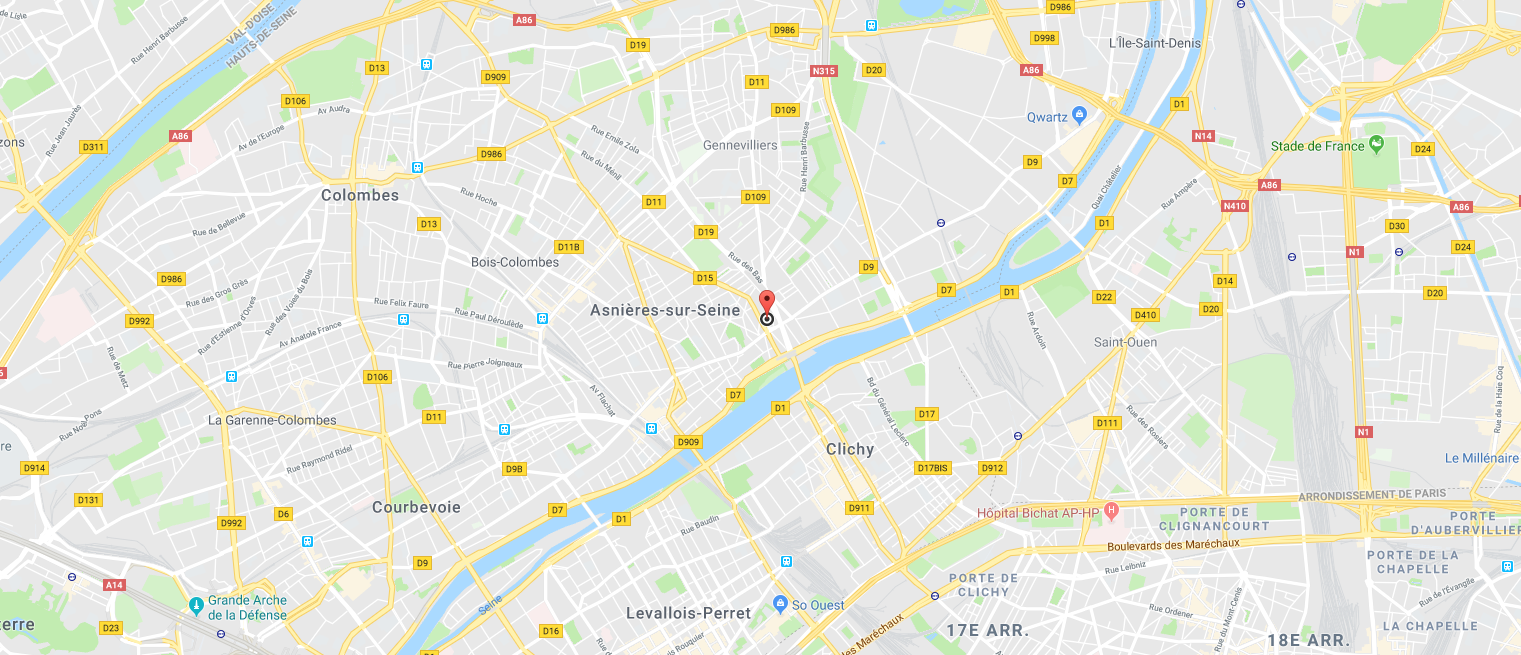 de Lisle
Rue Henri Barbusse
VAL-D'OISE
HAUTS-DE-SEINE
A86
D986
D986
D998
L'Île-Saint-Denis
D19
D13
D909
D11
N315
D20
A86
D106
Av Audra
D109
D1
Qwartz
Rue Jean Jaurès
A86
Av de l'Europe
Rue Emile Zola
Gennevilliers
Rue Henri Barbusse
N14
Stade de France
D24
zons
D311
D986
Rue du Ménil
D9
D7
Quai Châtelier
Rue Ampère
A86
Colombes
Rue Hoche
D11
D109
N410
A86
Rue de Bellevue
D13
D19
D1
D30
D11B
Rue des Bas
N1
D24
Bois-Colombes
D15
D9
D986
D14
Rue des Gros Grès
Rue des Voies du Bois
D7
D1
D22
D20
Rue Felix Faure
Asnières-sur-Seine
D410
D20
D992
Rue d'Estienne d'Orves
Rue Paul Déroulède
Av Anatole France
Rue Ardoin
Saint-Ouen
Rue de Metz
Rue Pierre Joigneaux
D106
Av Flachat
D7
Bd du Général Leclerc
Rue de la Haie Coq
Rue Noël Pons
La Garenne-Colombes
D11
D1
D17
D111
Rue des Rosiers
N1
D909
Clichy
Rue Raymond Ridel
D914
D9B
D17BIS
D912
Le Millénaire
D131
Courbevoie
D7
D1
D911
ARRONDISSEMENT DE PARIS
D992
D6
Rue Baudin
Hôpital Bichat AP-HP
PORTE DE
CLIGNANCOURT
PORTE
D'AUBERVILLIER
Boulevards des Maréchaux
PORTE DE LA
CHAPELLE
D9
Rue Leibniz
A14
PORTE DE
CLICHY
Rue de l'Évangile
Grande Arche
de la Défense
Seine
So Ouest
Rue Ordener
Rue du Mont-Cenis
terre
D23
D16
Levallois-Perret
les Maréchaux
17E ARR.
18E ARR.
LA CHAPELLE